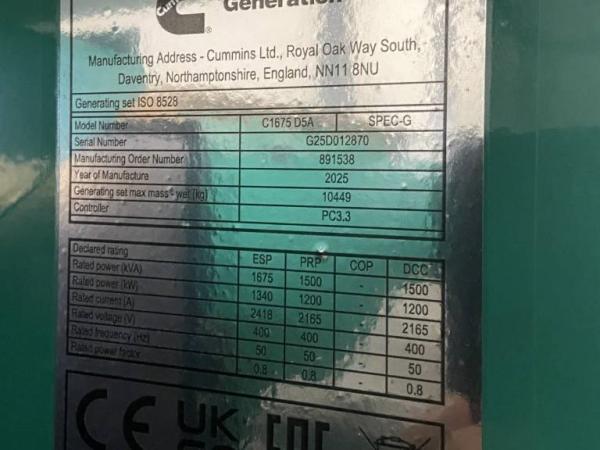 Generation
Manufacturing Address - Cummins Ltd., Royal Oak Way South,
Daventry, Northamptonshire, England, NN11 8NU
Generating set ISO 8528
Model Number C1675 D5A SPEC-G
Serial Number G25D012870
Manufacturing Order Number 891538
Year of Manufacture 2025
Generating set max mass - wet (kg) 10449
Controller PC3.3
Declared rating ESP PRP COP DCC
Rated power (kVA) 1675 1500 - 1500
Rated power (kW) 1340 1200 - 1200
Rated current (A) 2418 2165 - 2165
Rated voltage (V) 400 400 - 400
Rated frequency (Hz) 50 50 - 50
Rated power factor 0.8 0.8 - 0.8
CE UK EAC